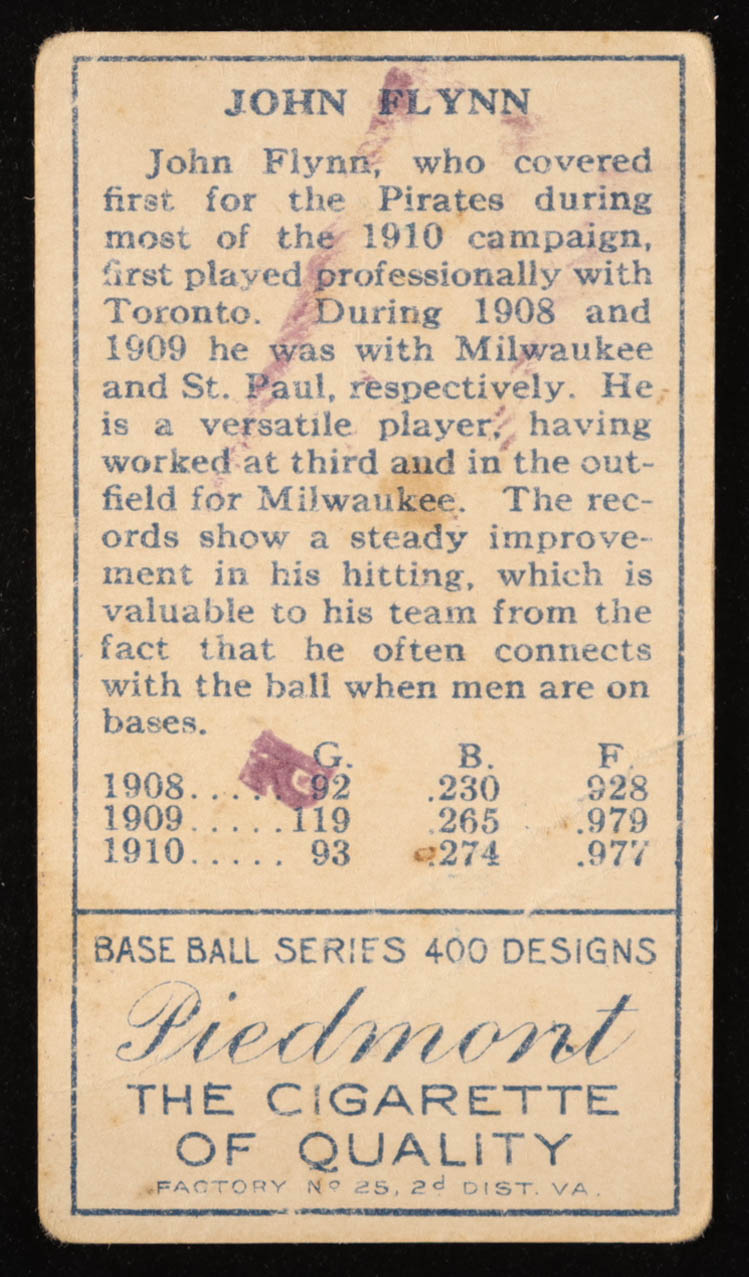 JOHN FLYNN
John Flynn, who covered
first for the Pirates during
most of the 1910 campaign,
first played professionally with
Toronto. During 1908 and
1909 he was with Milwaukee
and St. Paul, respectively. He
is a versatile player, having
worked at third and in the out-
field for Milwaukee. The rec-
ords show a steady improve-
ment in his hitting, which is
valuable to his team from the
fact that he often connects
with the ball when men are on
bases.
G. B. F.
1908..... 92 .230 .928
1909.....119 .265 .979
1910..... 93 .274 .977
BASE BALL SERIES 400 DESIGNS
Piedmont
THE CIGARETTE
OF QUALITY
FACTORY Nº 25, 2d DIST. VA.